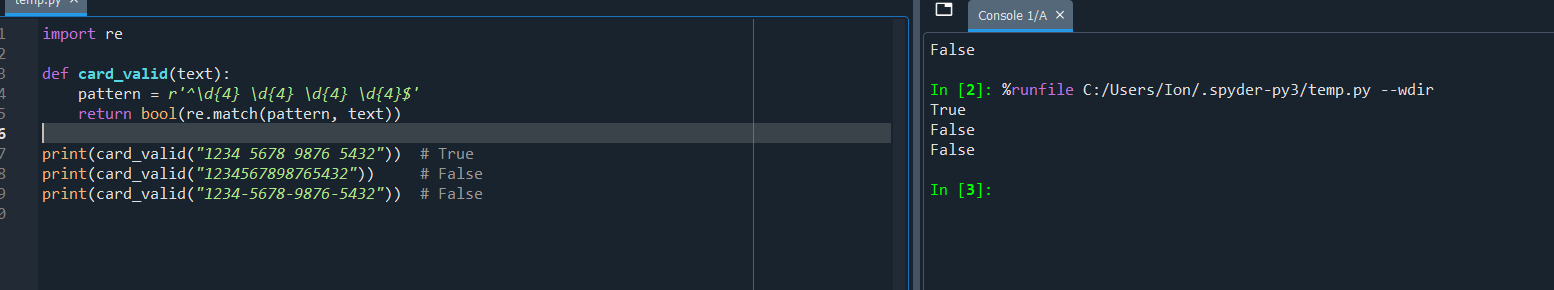 temp.py ×
1 import re
2
3 def card_valid(text):
4     pattern = r'^\d{4} \d{4} \d{4} \d{4}$'
5     return bool(re.match(pattern, text))
6
7 print(card_valid("1234 5678 9876 5432"))  # True
8 print(card_valid("1234567898765432"))     # False
9 print(card_valid("1234-5678-9876-5432"))  # False
0
Console 1/A ×
False
In [2]: %runfile C:/Users/Ion/.spyder-py3/temp.py --wdir
True
False
False
In [3]: